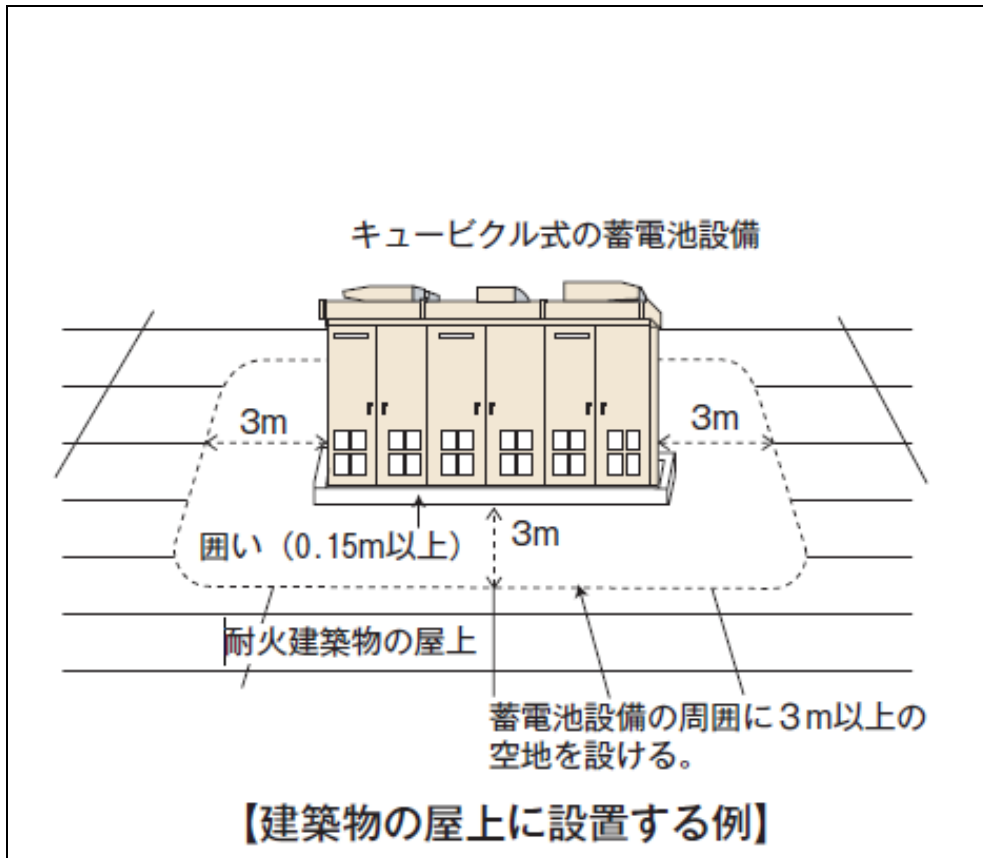 キュービクル式の蓄電池設備
3m
3m
3m
囲い（0.15m以上）
耐火建築物の屋上
蓄電池設備の周囲に３ｍ以上の
空地を設ける。
【建築物の屋上に設置する例】